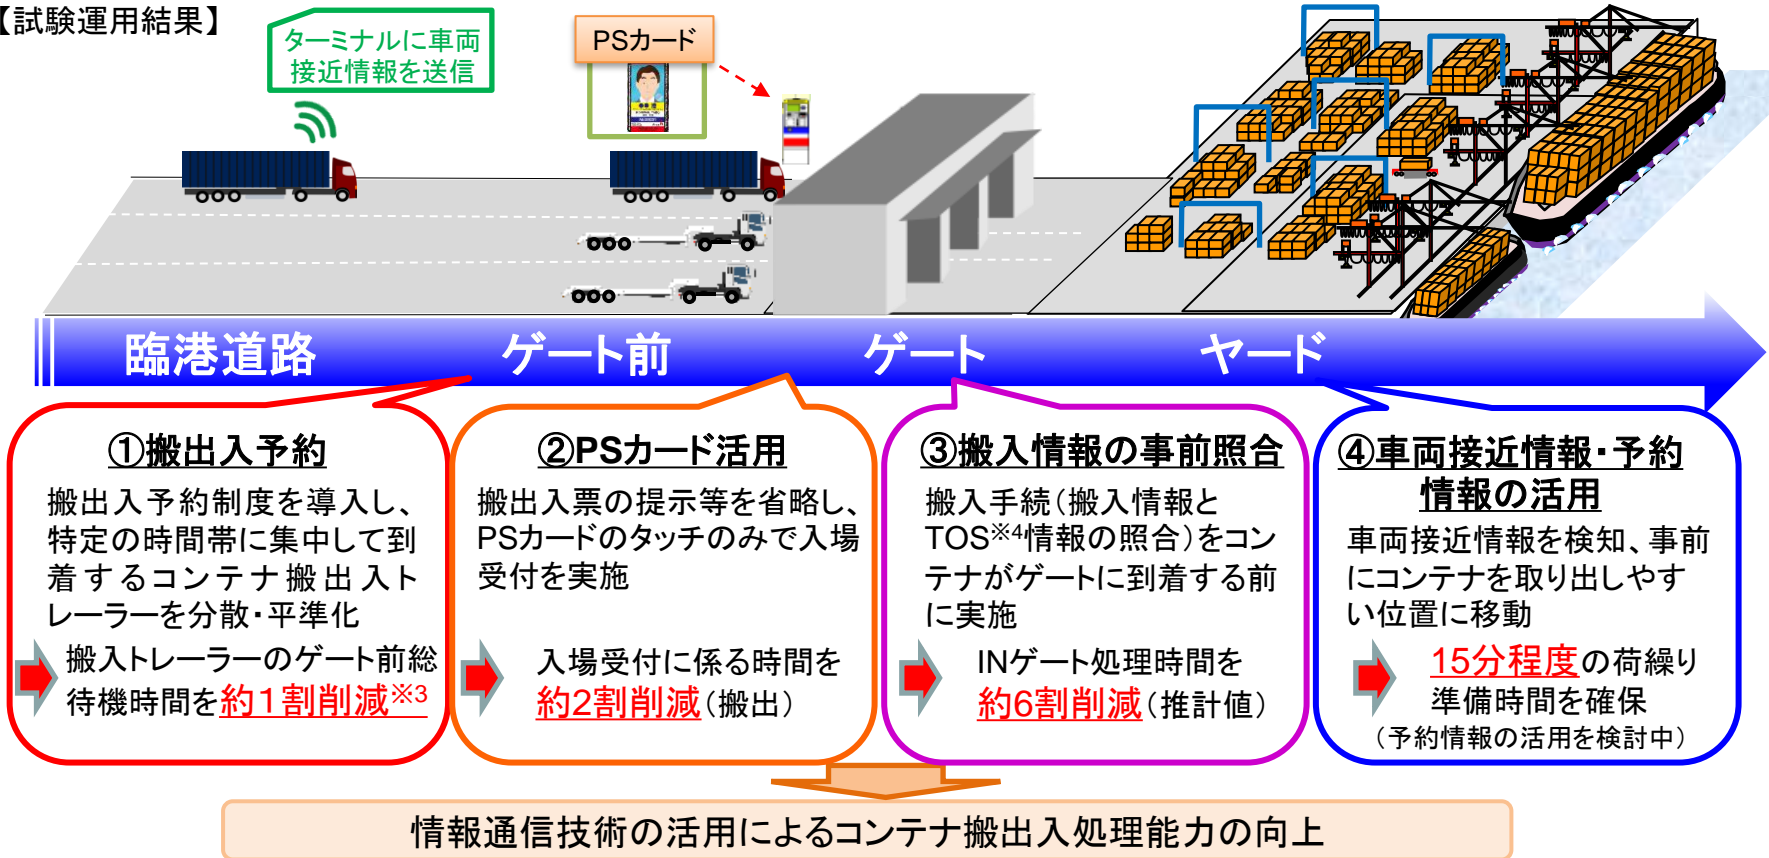 【試験運用結果】
ターミナルに車両
接近情報を送信
PSカード
臨港道路
ゲート前
ゲート
ヤード
①搬出入予約
搬出入予約制度を導入し、
特定の時間帯に集中して到
着するコンテナ搬出入ト
レーラーを分散・平準化
搬入トレーラーのゲート前総
待機時間を約1割削減※3
②PSカード活用
搬出入票の提示等を省略し、
PSカードのタッチのみで入場
受付を実施
入場受付に係る時間を
約2割削減(搬出)
③搬入情報の事前照合
搬入手続(搬入情報と
TOS※4情報の照合)をコン
テナがゲートに到着する前
に実施
INゲート処理時間を
約6割削減(推計値)
④車両接近情報・予約
情報の活用
車両接近情報を検知、事前
にコンテナを取り出しやす
い位置に移動
15分程度の荷繰り
準備時間を確保
(予約情報の活用を検討中)
情報通信技術の活用によるコンテナ搬出入処理能力の向上